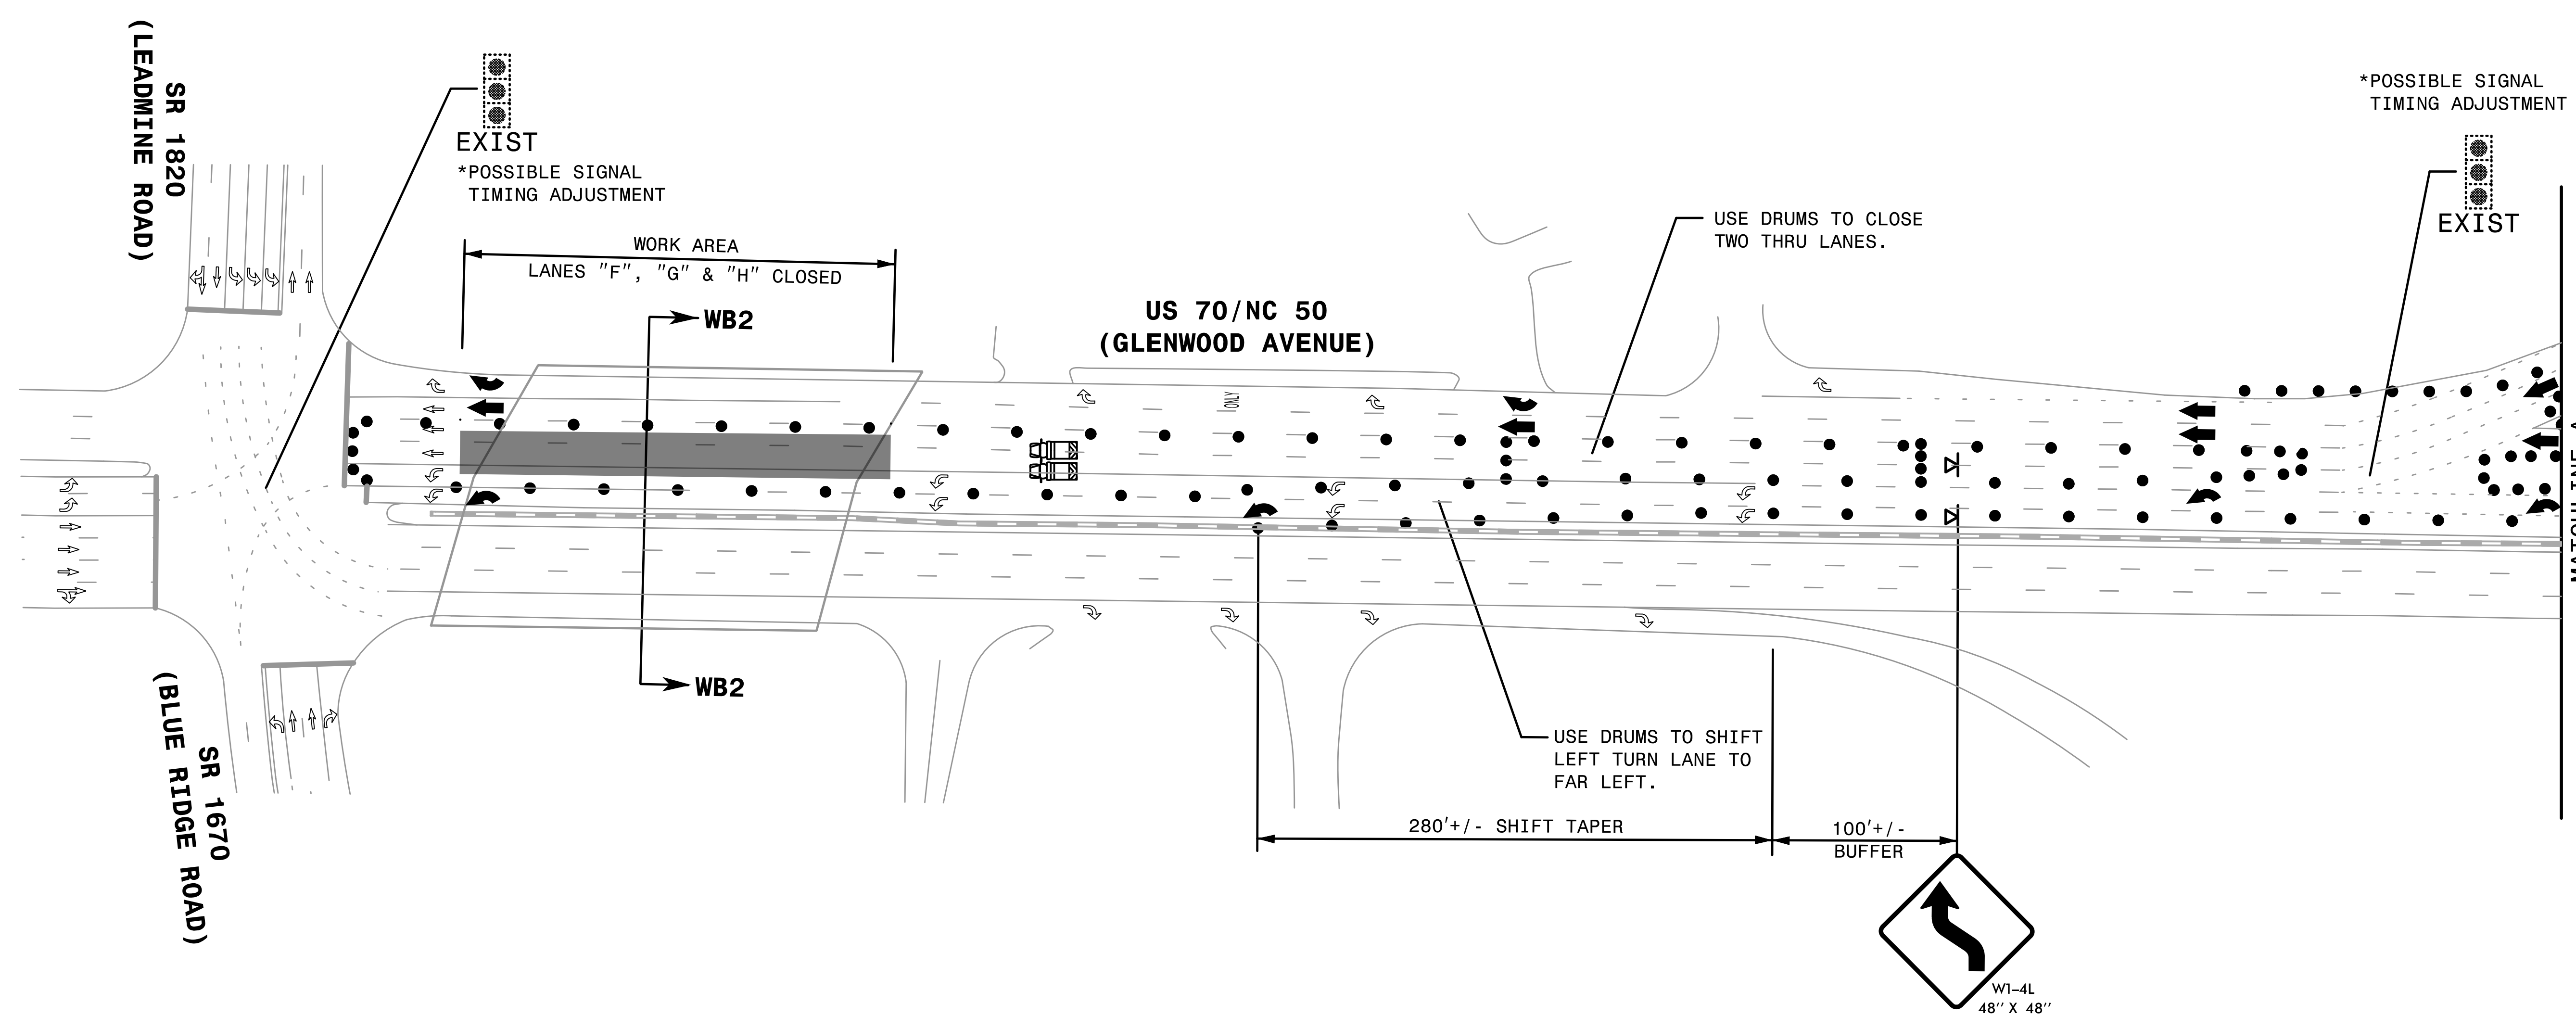 SR 1820
(LEADMINE ROAD)
EXIST
*POSSIBLE SIGNAL
TIMING ADJUSTMENT
WORK AREA
LANES "F", "G" & "H" CLOSED
WB2
WB2
US 70/NC 50
(GLENWOOD AVENUE)
ONLY
USE DRUMS TO CLOSE
TWO THRU LANES.
*POSSIBLE SIGNAL
TIMING ADJUSTMENT
EXIST
SR 1670
(BLUE RIDGE ROAD)
USE DRUMS TO SHIFT
LEFT TURN LANE TO
FAR LEFT.
280'+/- SHIFT TAPER
100'+/-
BUFFER
W1-4L
48" X 48"